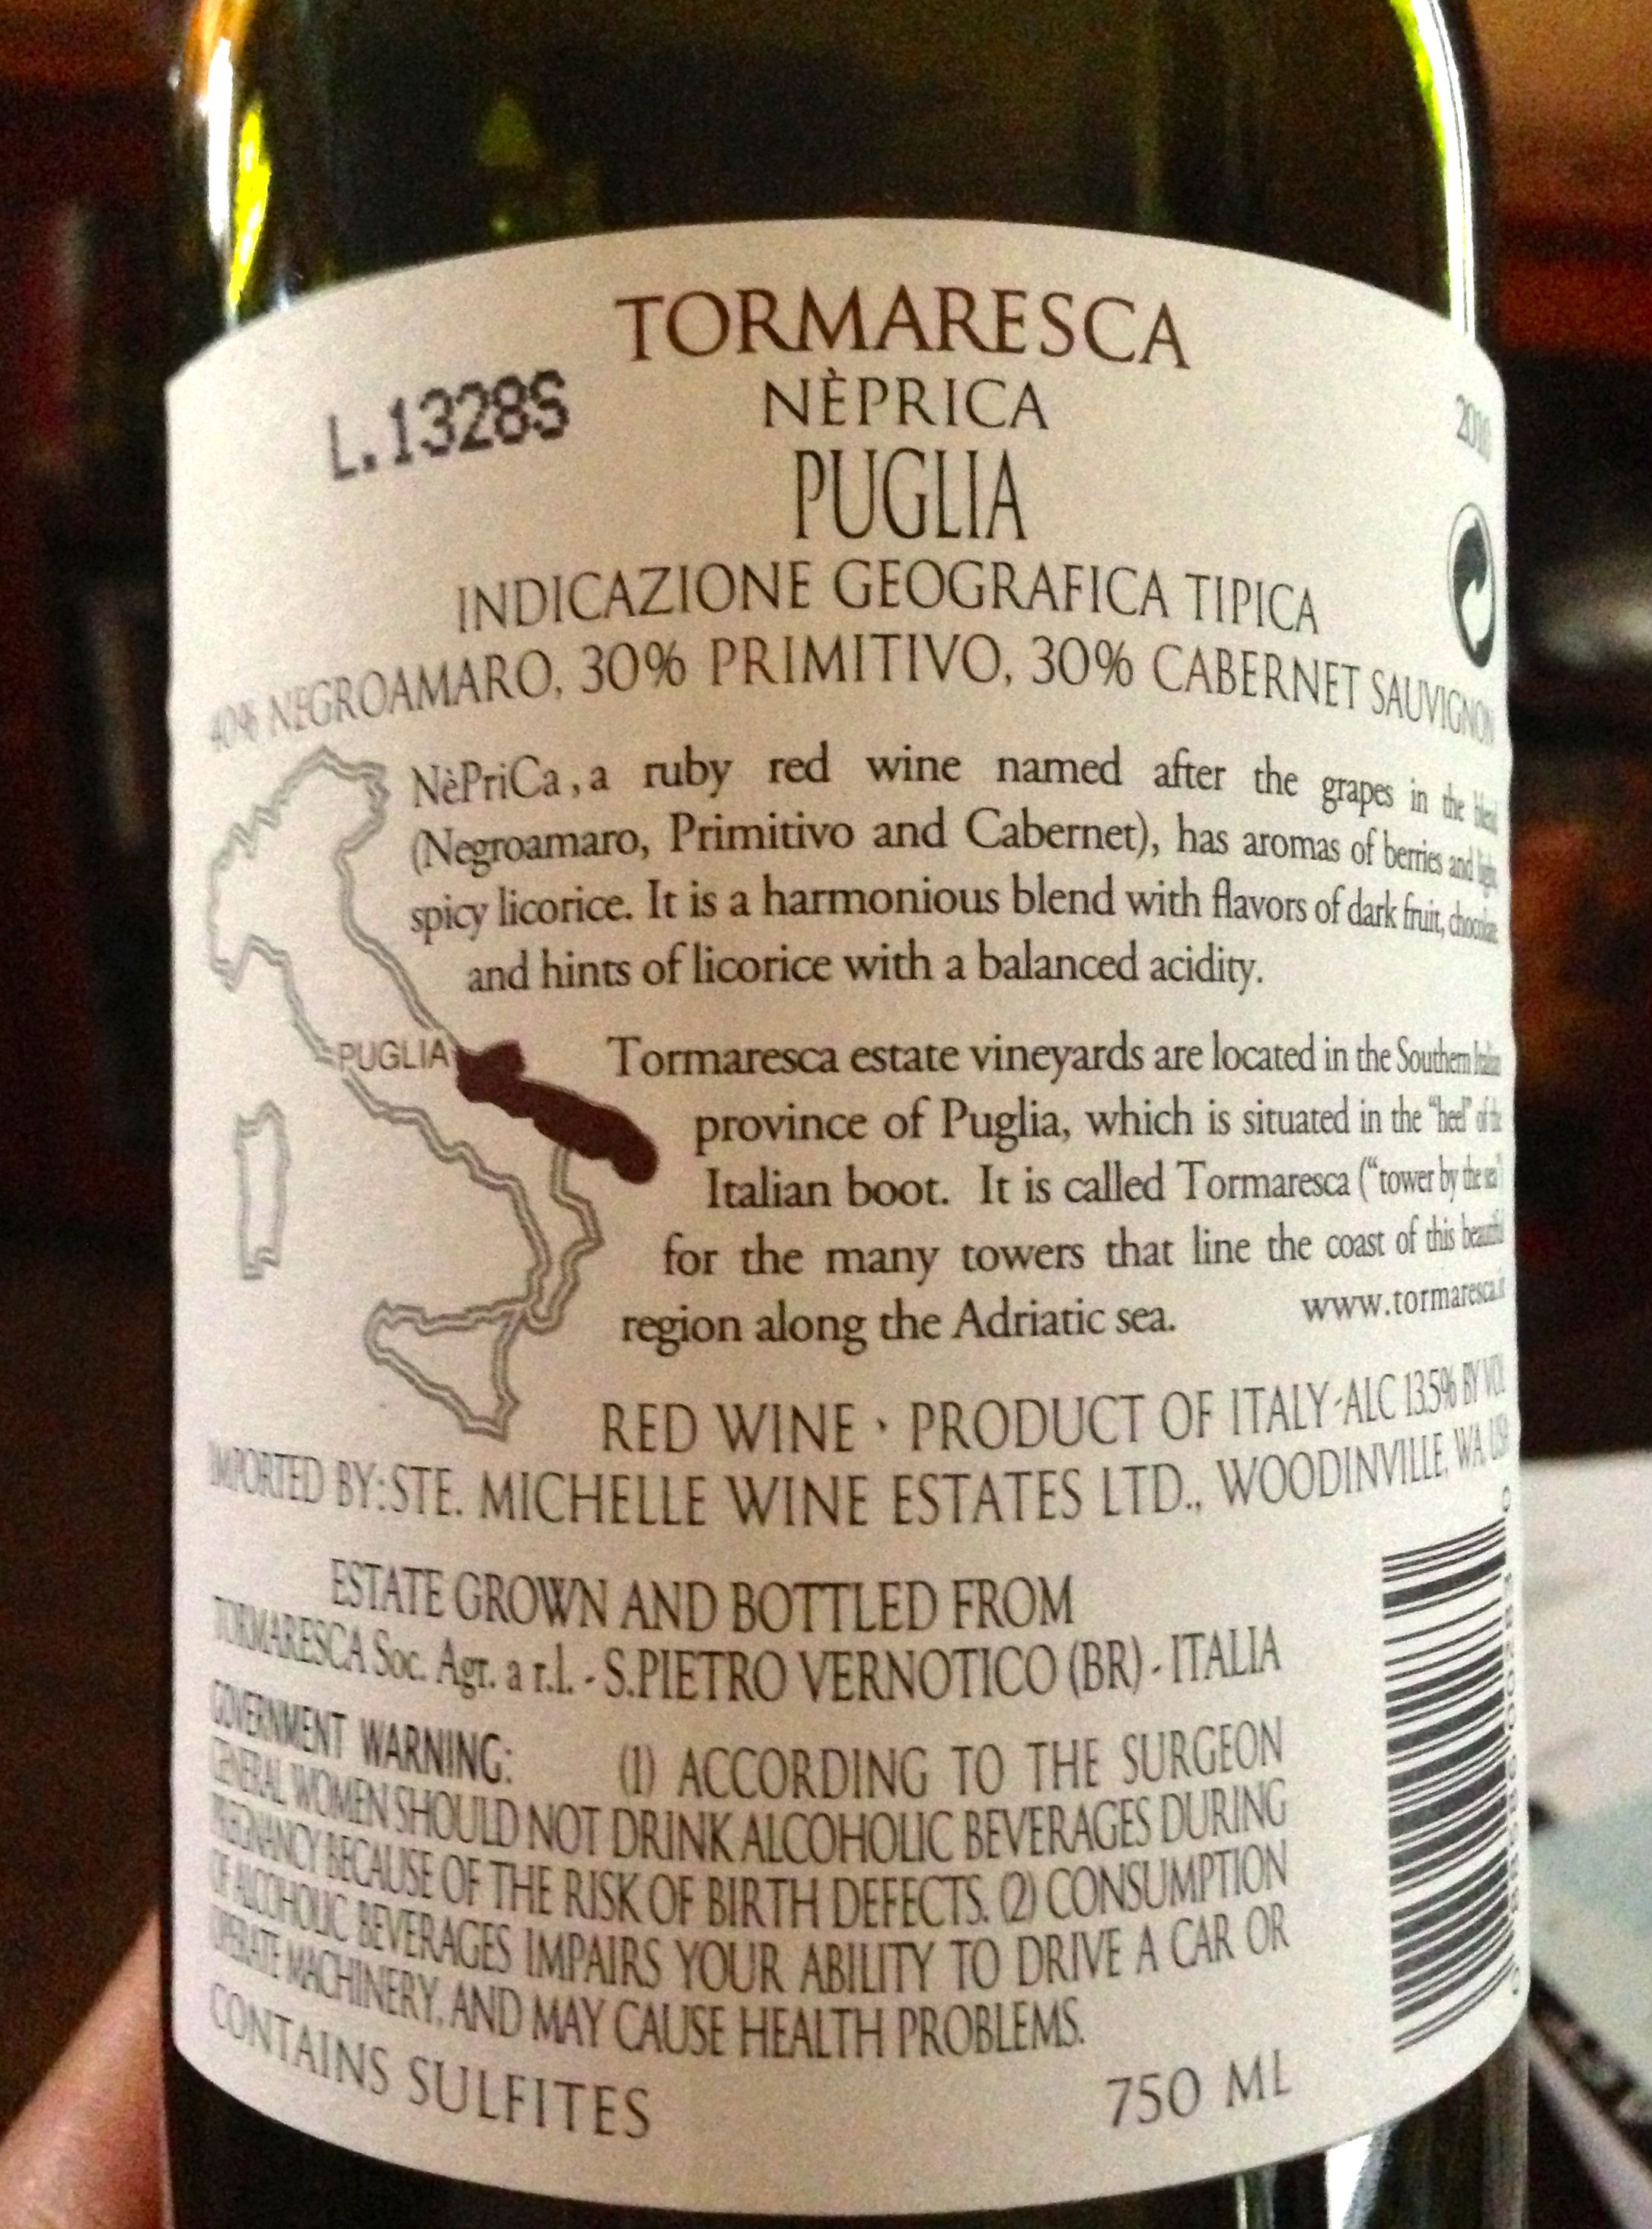 TORMARESCA
L.1328S
NÈPRICA
PUGLIA
INDICAZIONE GEOGRAFICA TIPICA
40% NEGROAMARO, 30% PRIMITIVO, 30% CABERNET SAUVIGNON
NèPriCa, a ruby red wine named after the grapes in the blend
(Negroamaro, Primitivo and Cabernet), has aromas of berries and
spicy licorice. It is a harmonious blend with flavors of dark fruit, chocolate
and hints of licorice with a balanced acidity.
PUGLIA
Tormaresca estate vineyards are located in the Southern Italian
province of Puglia, which is situated in the "heel" of the
Italian boot. It is called Tormaresca ("tower by the sea")
for the many towers that line the coast of this beautiful
region along the Adriatic sea.
www.tormaresca.it
RED WINE · PRODUCT OF ITALY-ALC 13.5% BY VOL
IMPORTED BY: STE. MICHELLE WINE ESTATES LTD., WOODINVILLE, WA, USA
ESTATE GROWN AND BOTTLED FROM
TORMARESCA Soc. Agr. a r.l. - S.PIETRO VERNOTICO (BR) - ITALIA
GOVERNMENT WARNING: (1) ACCORDING TO THE SURGEON
GENERAL WOMEN SHOULD NOT DRINK ALCOHOLIC BEVERAGES DURING
PREGNANCY BECAUSE OF THE RISK OF BIRTH DEFECTS. (2) CONSUMPTION
OF ALCOHOLIC BEVERAGES IMPAIRS YOUR ABILITY TO DRIVE A CAR OR
OPERATE MACHINERY, AND MAY CAUSE HEALTH PROBLEMS.
CONTAINS SULFITES
750 ML